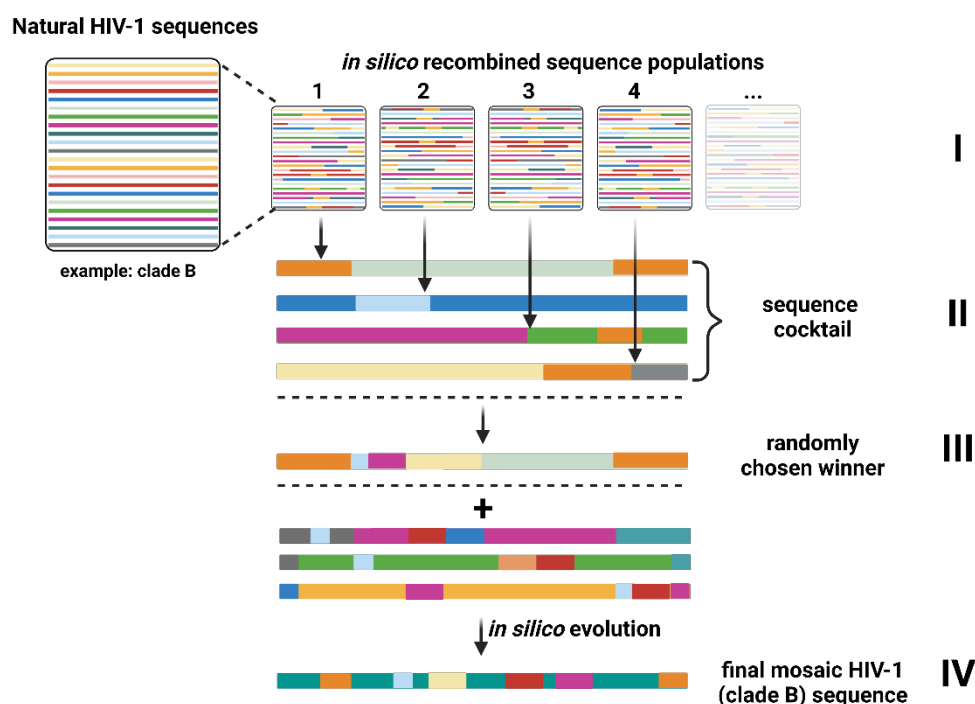 Natural HIV-1 sequences
in silico recombined sequence populations
1 2 3 4 ...
I
example: clade B
sequence
cocktail
II
randomly
chosen winner
III
+
in silico evolution
final mosaic HIV-1
(clade B) sequence
IV